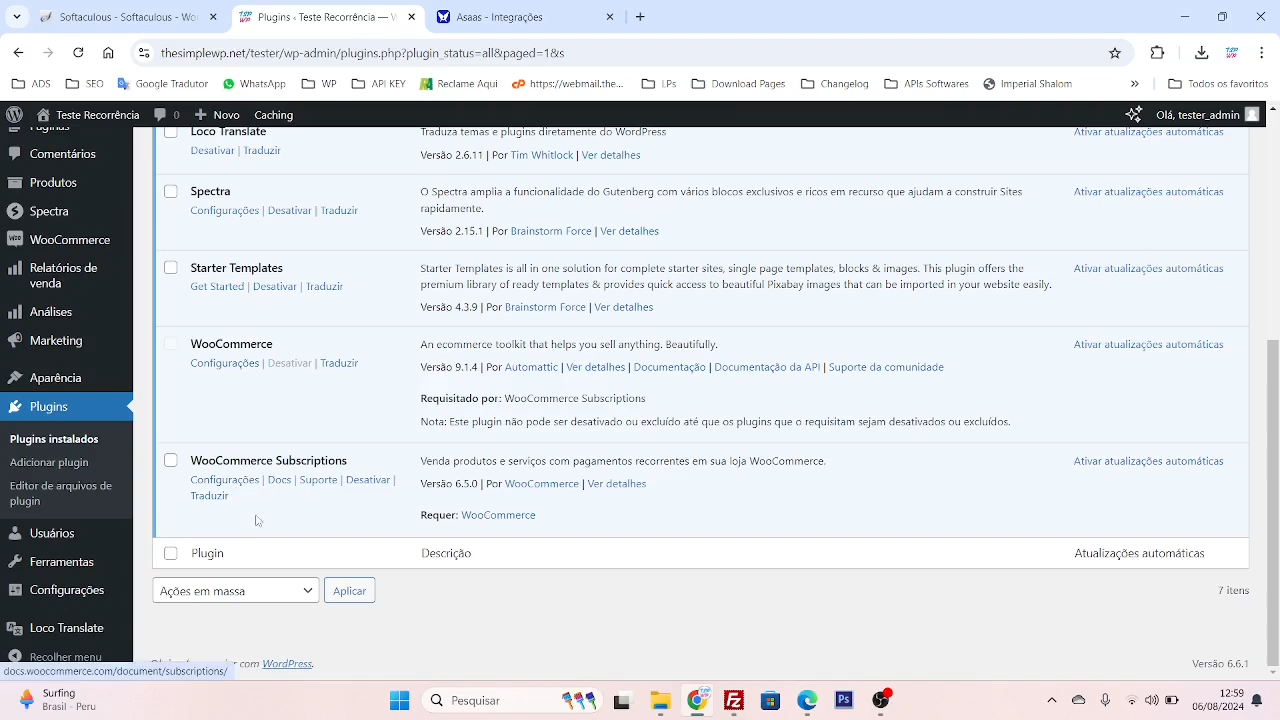 Softaculous - Softaculous - Wo
Plugins ‹ Teste Recorrência — W
Asaas - Integrações
thesimplewp.net/tester/wp-admin/plugins.php?plugin_status=all&paged=1&s
ADS
SEO
Google Tradutor
WhatsApp
WP
API KEY
Reclame Aqui
https://webmail.the...
LPs
Download Pages
Changelog
APIs Softwares
Imperial Shalom
»
Todos os favoritos
Teste Recorrência
0
Novo
Caching
Olá, tester_admin
Páginas
Comentários
Produtos
Spectra
WooCommerce
Relatórios de
venda
Análises
Marketing
Aparência
Plugins
Plugins instalados
Adicionar plugin
Editor de arquivos de
plugin
Usuários
Ferramentas
Configurações
Loco Translate
Recolher menu
Loco Translate
Desativar | Traduzir
Traduza temas e plugins diretamente do WordPress
Versão 2.6.11 | Por Tim Whitlock | Ver detalhes
Ativar atualizações automáticas
Spectra
Configurações | Desativar | Traduzir
O Spectra amplia a funcionalidade do Gutenberg com vários blocos exclusivos e ricos em recurso que ajudam a construir Sites
rapidamente.
Versão 2.15.1 | Por Brainstorm Force | Ver detalhes
Ativar atualizações automáticas
Starter Templates
Get Started | Desativar | Traduzir
Starter Templates is all in one solution for complete starter sites, single page templates, blocks & images. This plugin offers the
premium library of ready templates & provides quick access to beautiful Pixabay images that can be imported in your website easily.
Versão 4.3.9 | Por Brainstorm Force | Ver detalhes
Ativar atualizações automáticas
WooCommerce
Configurações | Desativar | Traduzir
An ecommerce toolkit that helps you sell anything. Beautifully.
Versão 9.1.4 | Por Automattic | Ver detalhes | Documentação | Documentação da API | Suporte da comunidade
Requisitado por: WooCommerce Subscriptions
Nota: Este plugin não pode ser desativado ou excluído até que os plugins que o requisitam sejam desativados ou excluídos.
Ativar atualizações automáticas
WooCommerce Subscriptions
Configurações | Docs | Suporte | Desativar |
Traduzir
Venda produtos e serviços com pagamentos recorrentes em sua loja WooCommerce.
Versão 6.5.0 | Por WooCommerce | Ver detalhes
Requer: WooCommerce
Ativar atualizações automáticas
Plugin
Descrição
Atualizações automáticas
Ações em massa
Aplicar
7 itens
com WordPress.
Versão 6.6.1
docs.woocommerce.com/document/subscriptions/
Surfing
Brasil - Peru
Pesquisar
12:59
06/08/2024